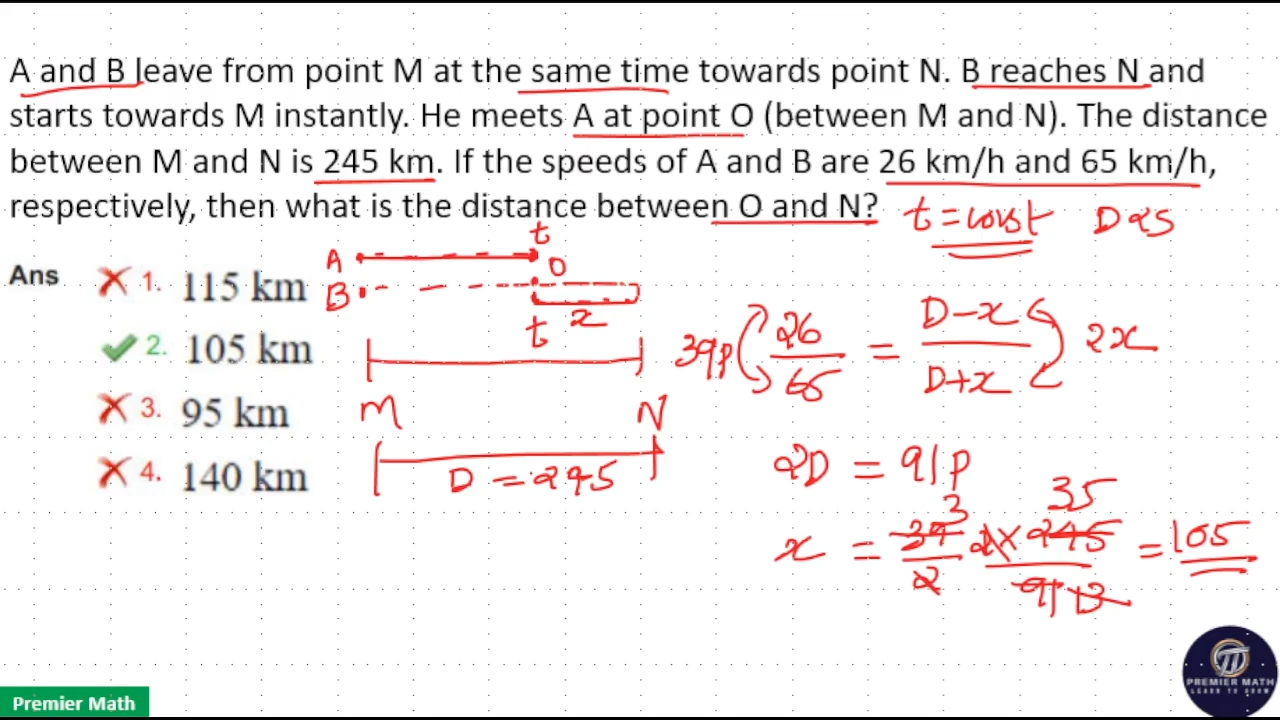 A and B leave from point M at the same time towards point N. B reaches N and
starts towards M instantly. He meets A at point O (between M and N). The distance
between M and N is 245 km. If the speeds of A and B are 26 km/h and 65 km/h,
respectively, then what is the distance between O and N?
t = const D α S
Ans
1. 115 km
2. 105 km
3. 95 km
4. 140 km
t
A
O
B
t x
M N
D = 245
39p 26/65 = D-x/D+x 2x
2D = 91p
x = 39/2 2x245/91 = 105
3 35
2 13
PREMIER MATH
LEARN TO GROW
Premier Math